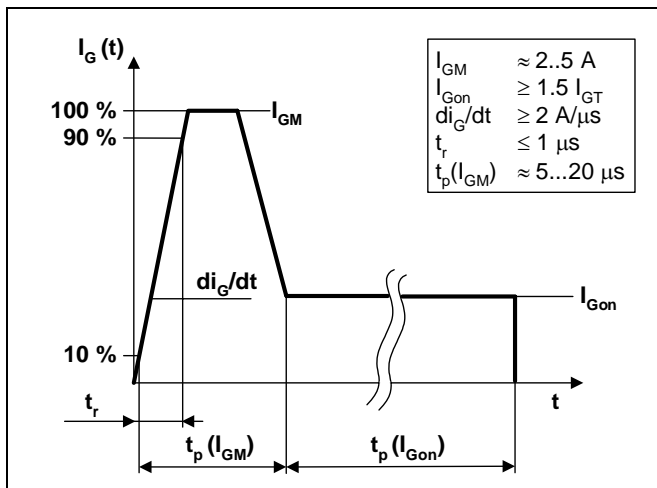 I_G (t)
100 %
90 %
10 %
I_GM
di_G/dt
I_Gon
t
t_r
t_p (I_GM)
t_p (I_Gon)
I_GM ≈ 2..5 A
I_Gon ≥ 1.5 I_GT
di_G/dt ≥ 2 A/μs
t_r ≤ 1 μs
t_p(I_GM) ≈ 5...20 μs